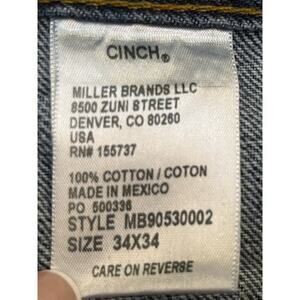 CINCH®
MILLER BRANDS LLC
8500 ZUNI STREET
DENVER, CO 80260
USA
RN# 155737
100% COTTON / COTON
MADE IN MEXICO
PO 500336
STYLE MB90530002
SIZE 34X34
CARE ON REVERSE